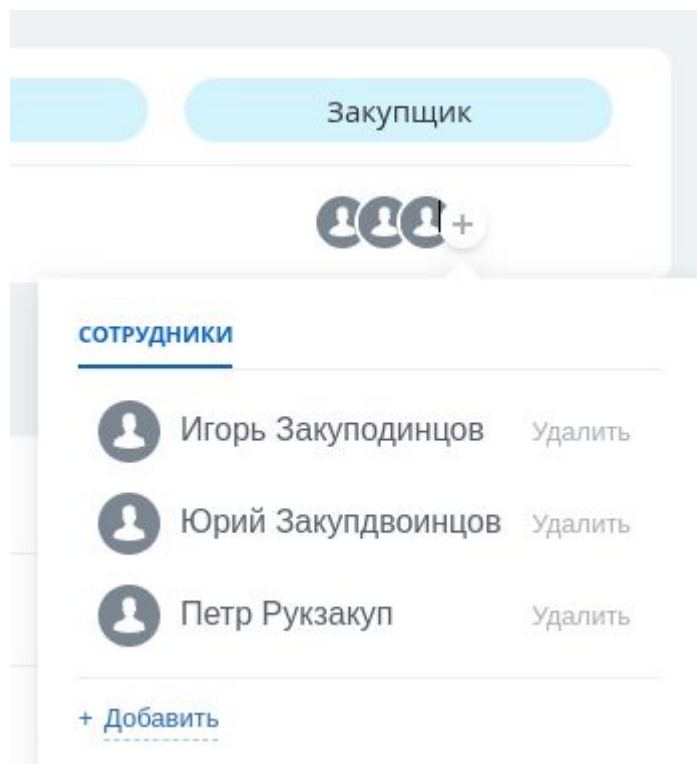 Закупщик
+
СОТРУДНИКИ
Игорь Закуподинцов Удалить
Юрий Закупдвоинцов Удалить
Петр Рукзакуп Удалить
+ Добавить